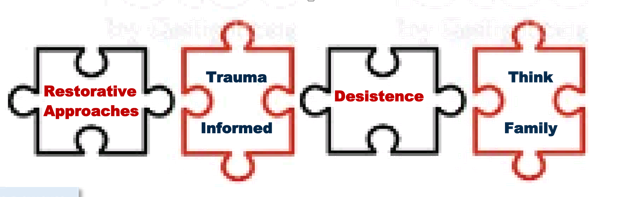 Restorative
Approaches
Trauma
Informed
Desistence
Think
Family